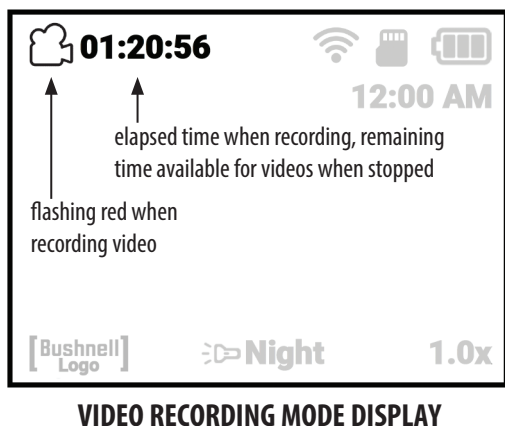 01:20:56
12:00 AM
elapsed time when recording, remaining
time available for videos when stopped
flashing red when
recording video
[Bushnell
Logo]
Night
1.0x
VIDEO RECORDING MODE DISPLAY